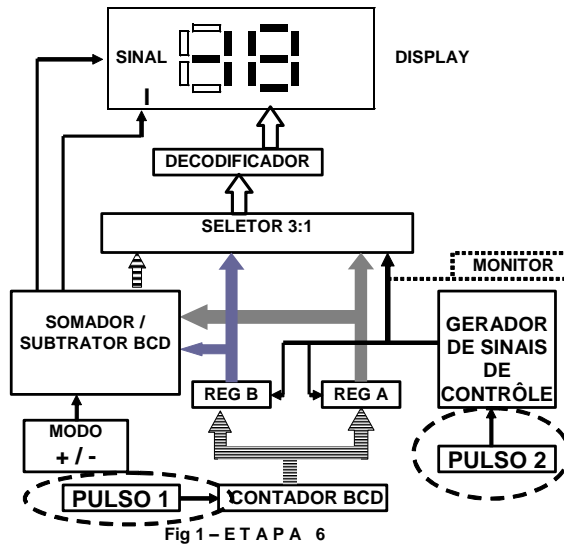 SINAL
DISPLAY
DECODIFICADOR
SELETOR 3:1
MONITOR
SOMADOR /
SUBTRATOR BCD
GERADOR
DE SINAIS
DE
CONTRÔLE
REG B
REG A
MODO
+ / -
PULSO 2
PULSO 1
CONTADOR BCD
Fig 1 – E T A P A 6